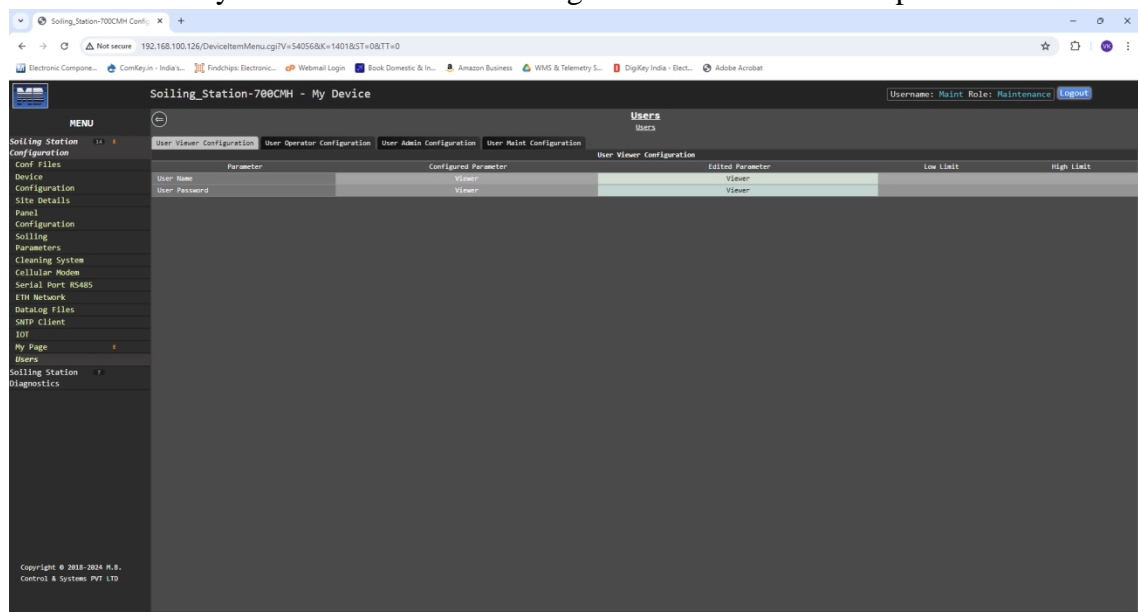 Soiling_Station-700CMH Config
Not secure 192.168.100.126/DeviceItemMenu.cgi?V=54056&K=1401&ST=0&TT=0
VK
Electronic Compone... ComKey.in - India's... Findchips: Electronic... Webmail Login Book Domestic & In... Amazon Business WMS & Telemetry S... DigiKey India - Elect... Adobe Acrobat
MB
Soiling_Station-700CMH - My Device
Username: Maint Role: Maintenance Logout
MENU
Users
Users
Soiling Station 14
Configuration
Conf Files
Device
Configuration
Site Details
Panel
Configuration
Soiling
Parameters
Cleaning System
Cellular Modem
Serial Port RS485
ETH Network
DataLog Files
SNTP Client
IOT
My Page
Users
Soiling Station
Diagnostics
User Viewer Configuration User Operator Configuration User Admin Configuration User Maint Configuration
User Viewer Configuration
Parameter Configured Parameter Edited Parameter Low Limit High Limit
User Name Viewer Viewer
User Password Viewer Viewer
Copyright © 2018-2024 M.B.
Control & Systems PVT LTD